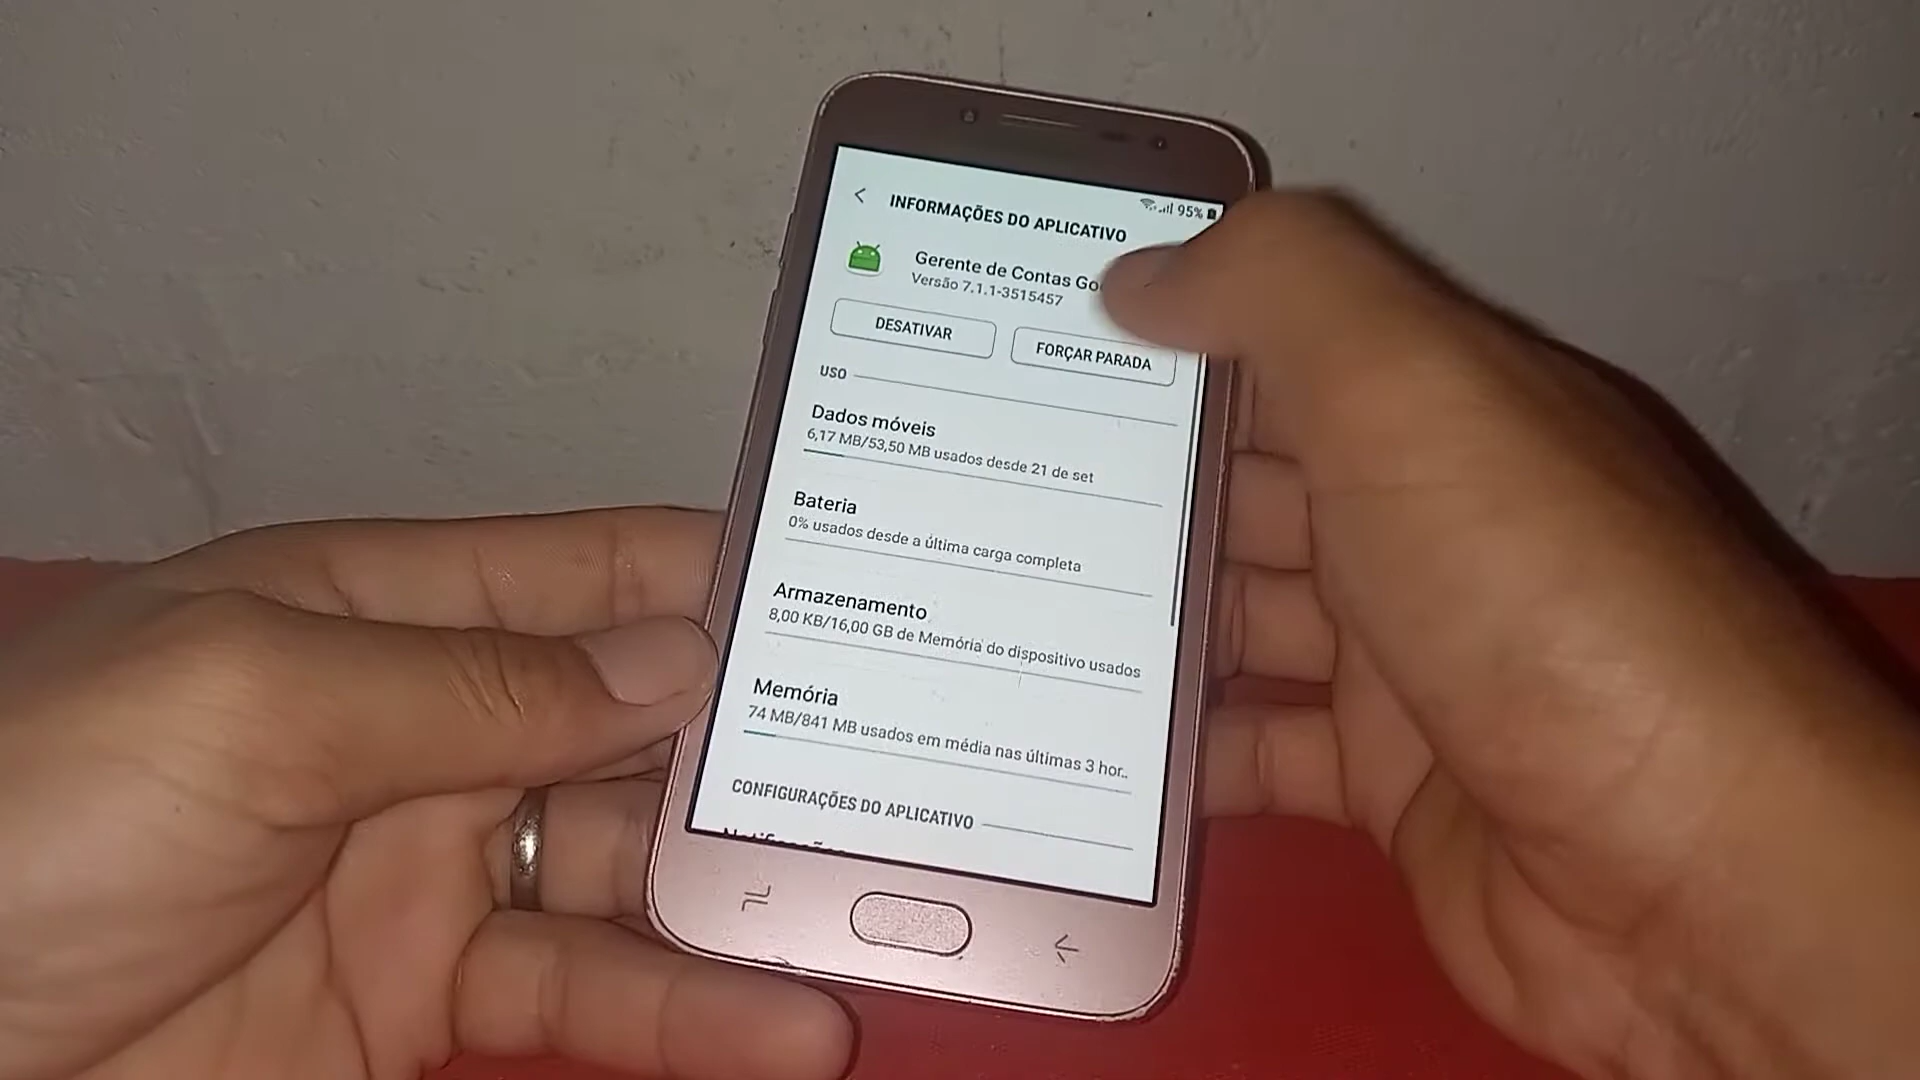 95%
INFORMAÇÕES DO APLICATIVO
Gerente de Contas
Versão 7.1.1-3515457
DESATIVAR
FORÇAR PARADA
USO
Dados móveis
6,17 MB/53,50 MB usados desde 21 de set
Bateria
0% usados desde a última carga completa
Armazenamento
8,00 KB/16,00 GB de Memória do dispositivo usados
Memória
74 MB/841 MB usados em média nas últimas 3 hor..
CONFIGURAÇÕES DO APLICATIVO